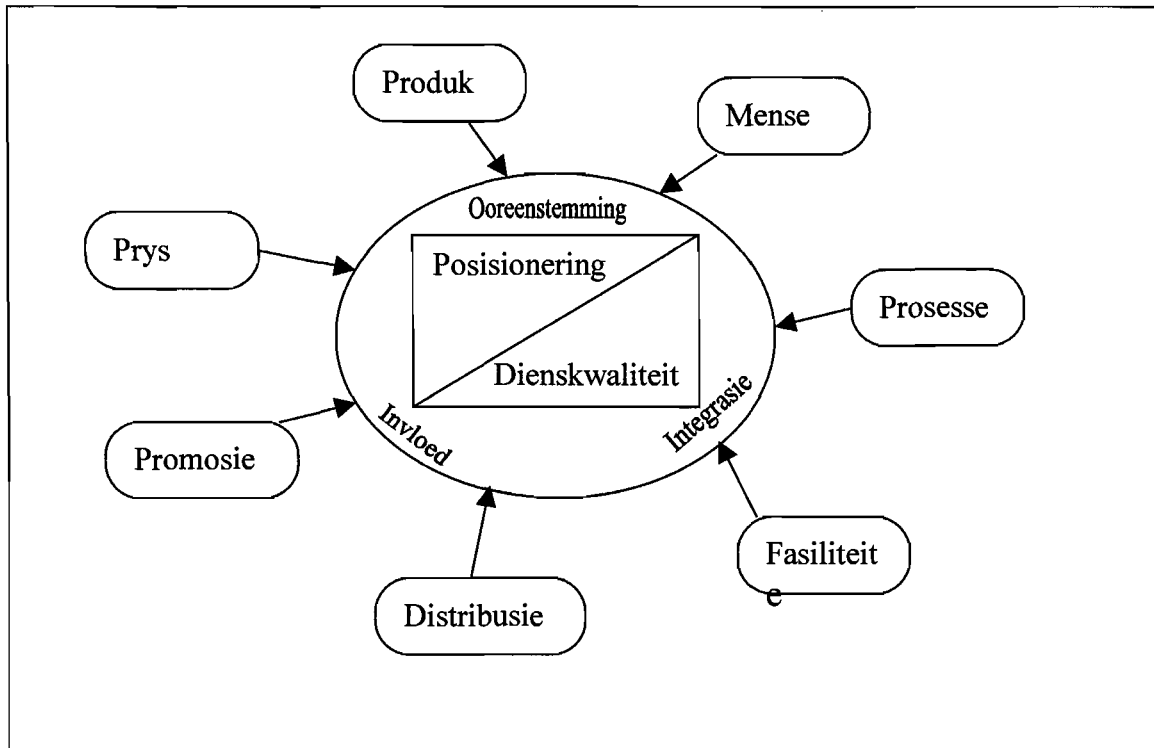 Produk
Mense
Ooreenstemming
Prys
Posisionering
Prosesse
Dienskwaliteit
Invloed
Integrasie
Promosie
Fasiliteit
e
Distribusie